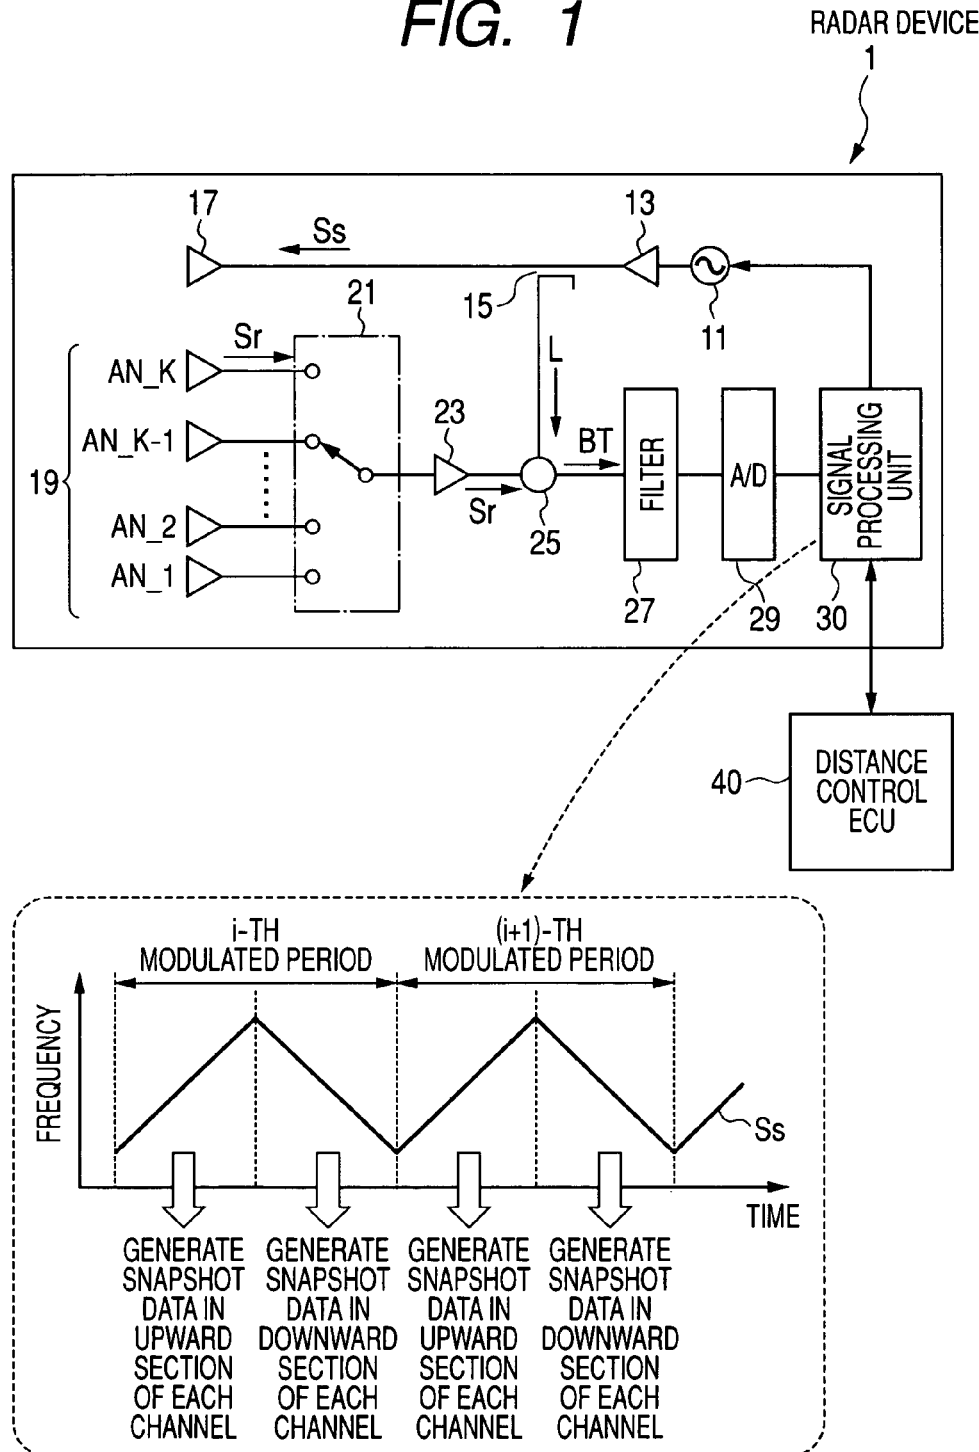 FIG. 1
RADAR DEVICE
1
17
Ss
13
15
11
21
Sr
19
AN_K
AN_K-1
AN_2
AN_1
23
Sr
L
BT
25
FILTER
27
A/D
29
SIGNAL
PROCESSING
UNIT
30
40
DISTANCE
CONTROL
ECU
i-TH
MODULATED PERIOD
(i+1)-TH
MODULATED PERIOD
FREQUENCY
Ss
TIME
GENERATE
SNAPSHOT
DATA IN
UPWARD
SECTION
OF EACH
CHANNEL
GENERATE
SNAPSHOT
DATA IN
DOWNWARD
SECTION
OF EACH
CHANNEL
GENERATE
SNAPSHOT
DATA IN
UPWARD
SECTION
OF EACH
CHANNEL
GENERATE
SNAPSHOT
DATA IN
DOWNWARD
SECTION
OF EACH
CHANNEL